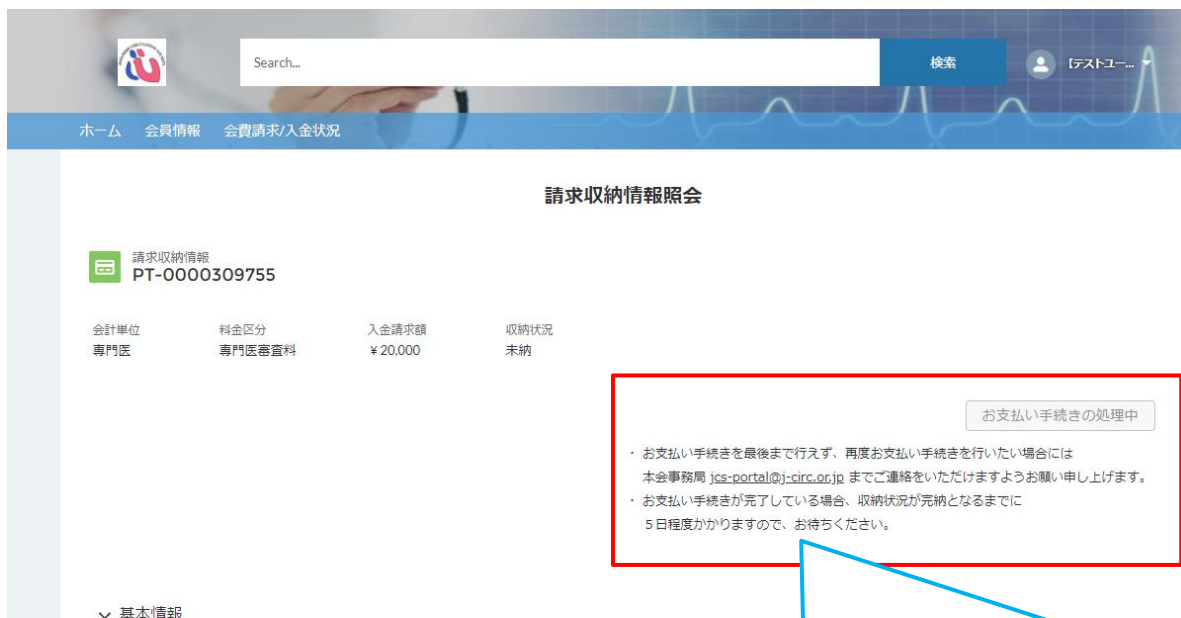 Search...
検索
[テストユー...
ホーム 会員情報 会費請求/入金状況
請求収納情報照会
請求収納情報
PT-0000309755
会計単位 料金区分 入金請求額 収納状況
専門医 専門医審査料 ¥20,000 未納
お支払い手続きの処理中
・ お支払い手続きを最後まで行えず、再度お支払い手続きを行いたい場合には
本会事務局 jcs-portal@j-circ.or.jp までご連絡をいただけますようお願い申し上げます。
・ お支払い手続きが完了している場合、収納状況が完納となるまでに
５日程度かかりますので、お待ちください。
基本情報